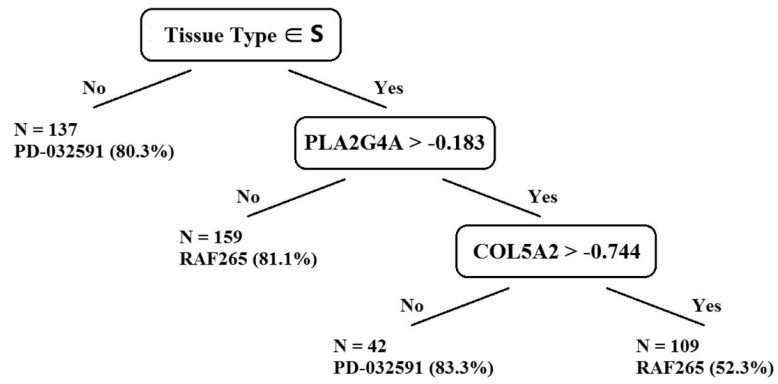 Tissue Type ∈ S
No
Yes
N = 137
PD-032591 (80.3%)
PLA2G4A > -0.183
No
Yes
N = 159
RAF265 (81.1%)
COL5A2 > -0.744
No
Yes
N = 42
PD-032591 (83.3%)
N = 109
RAF265 (52.3%)